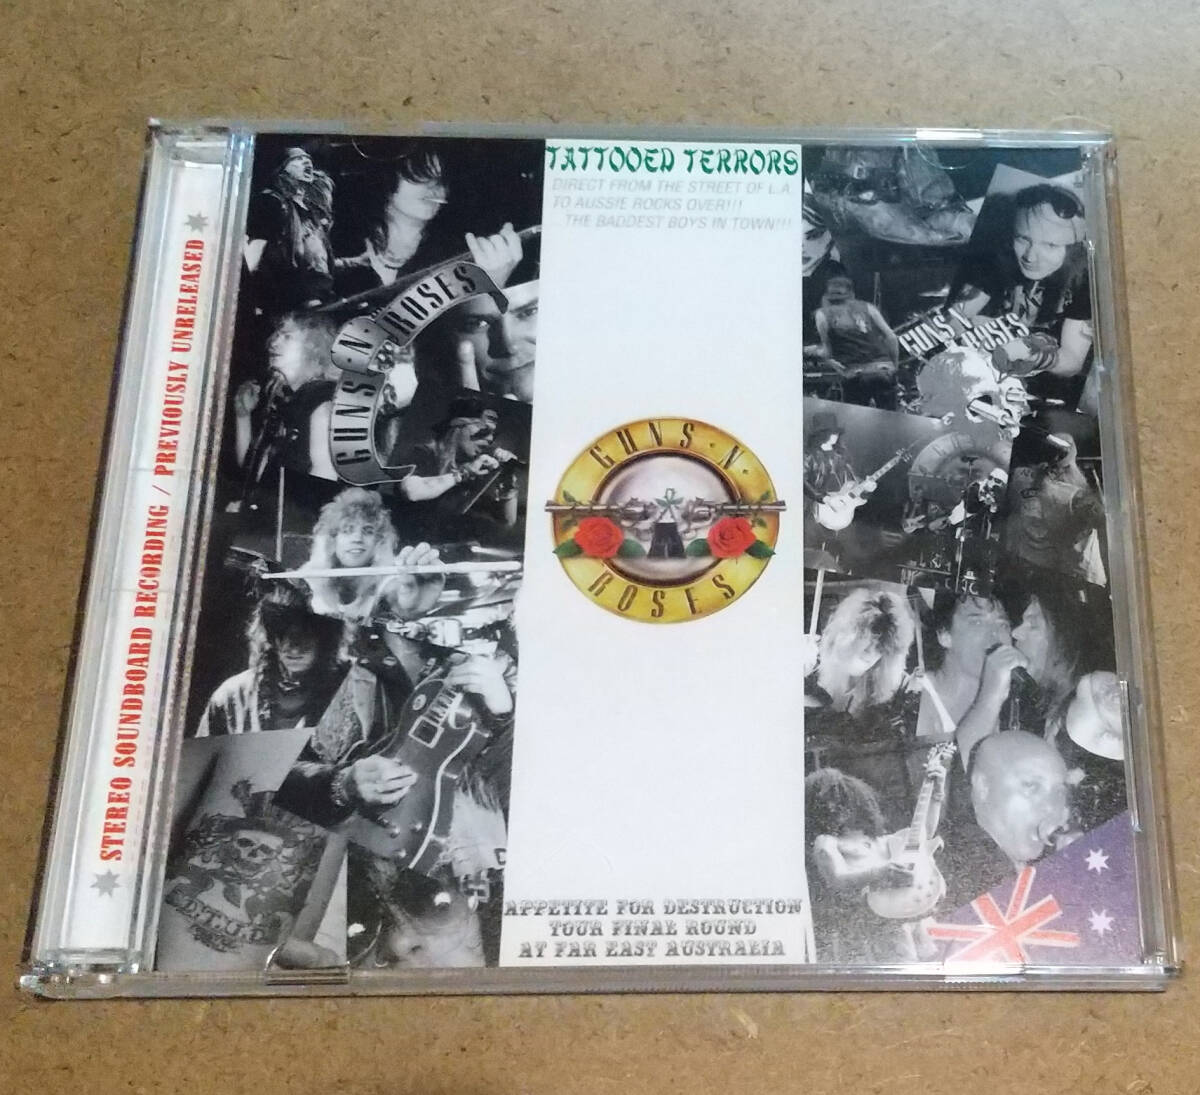 STEREO SOUNDBOARD RECORDING / PREVIOUSLY UNRELEASED
TATTOOED TERRORS
DIRECT FROM THE STREET OF L.A.
TO AUSSIE ROCKS OVER!!!
...THE BADDEST BOYS IN TOWN!!!
GUNS N' ROSES
GUNS N'
ROSES
GUNS · N ·
ROSES
APPETITE FOR DESTRUCTION
TOUR FINAL ROUND
AT FAR EAST AUSTRALIA